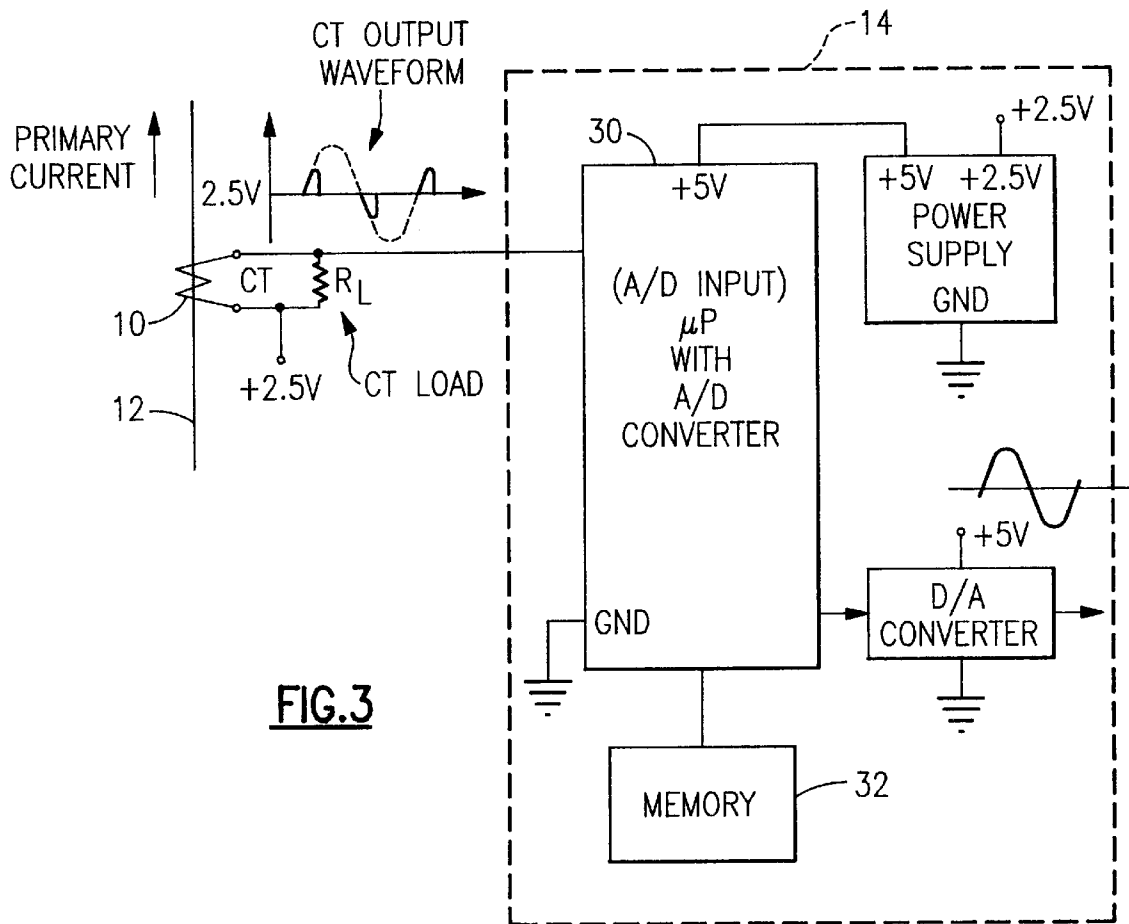 CT OUTPUT
WAVEFORM
14
PRIMARY
CURRENT
2.5V
30
+5V
+2.5V
+5V +2.5V
POWER
SUPPLY
GND
CT
RL
10
+2.5V
CT LOAD
12
(A/D INPUT)
μP
WITH
A/D
CONVERTER
GND
+5V
D/A
CONVERTER
FIG.3
MEMORY
32